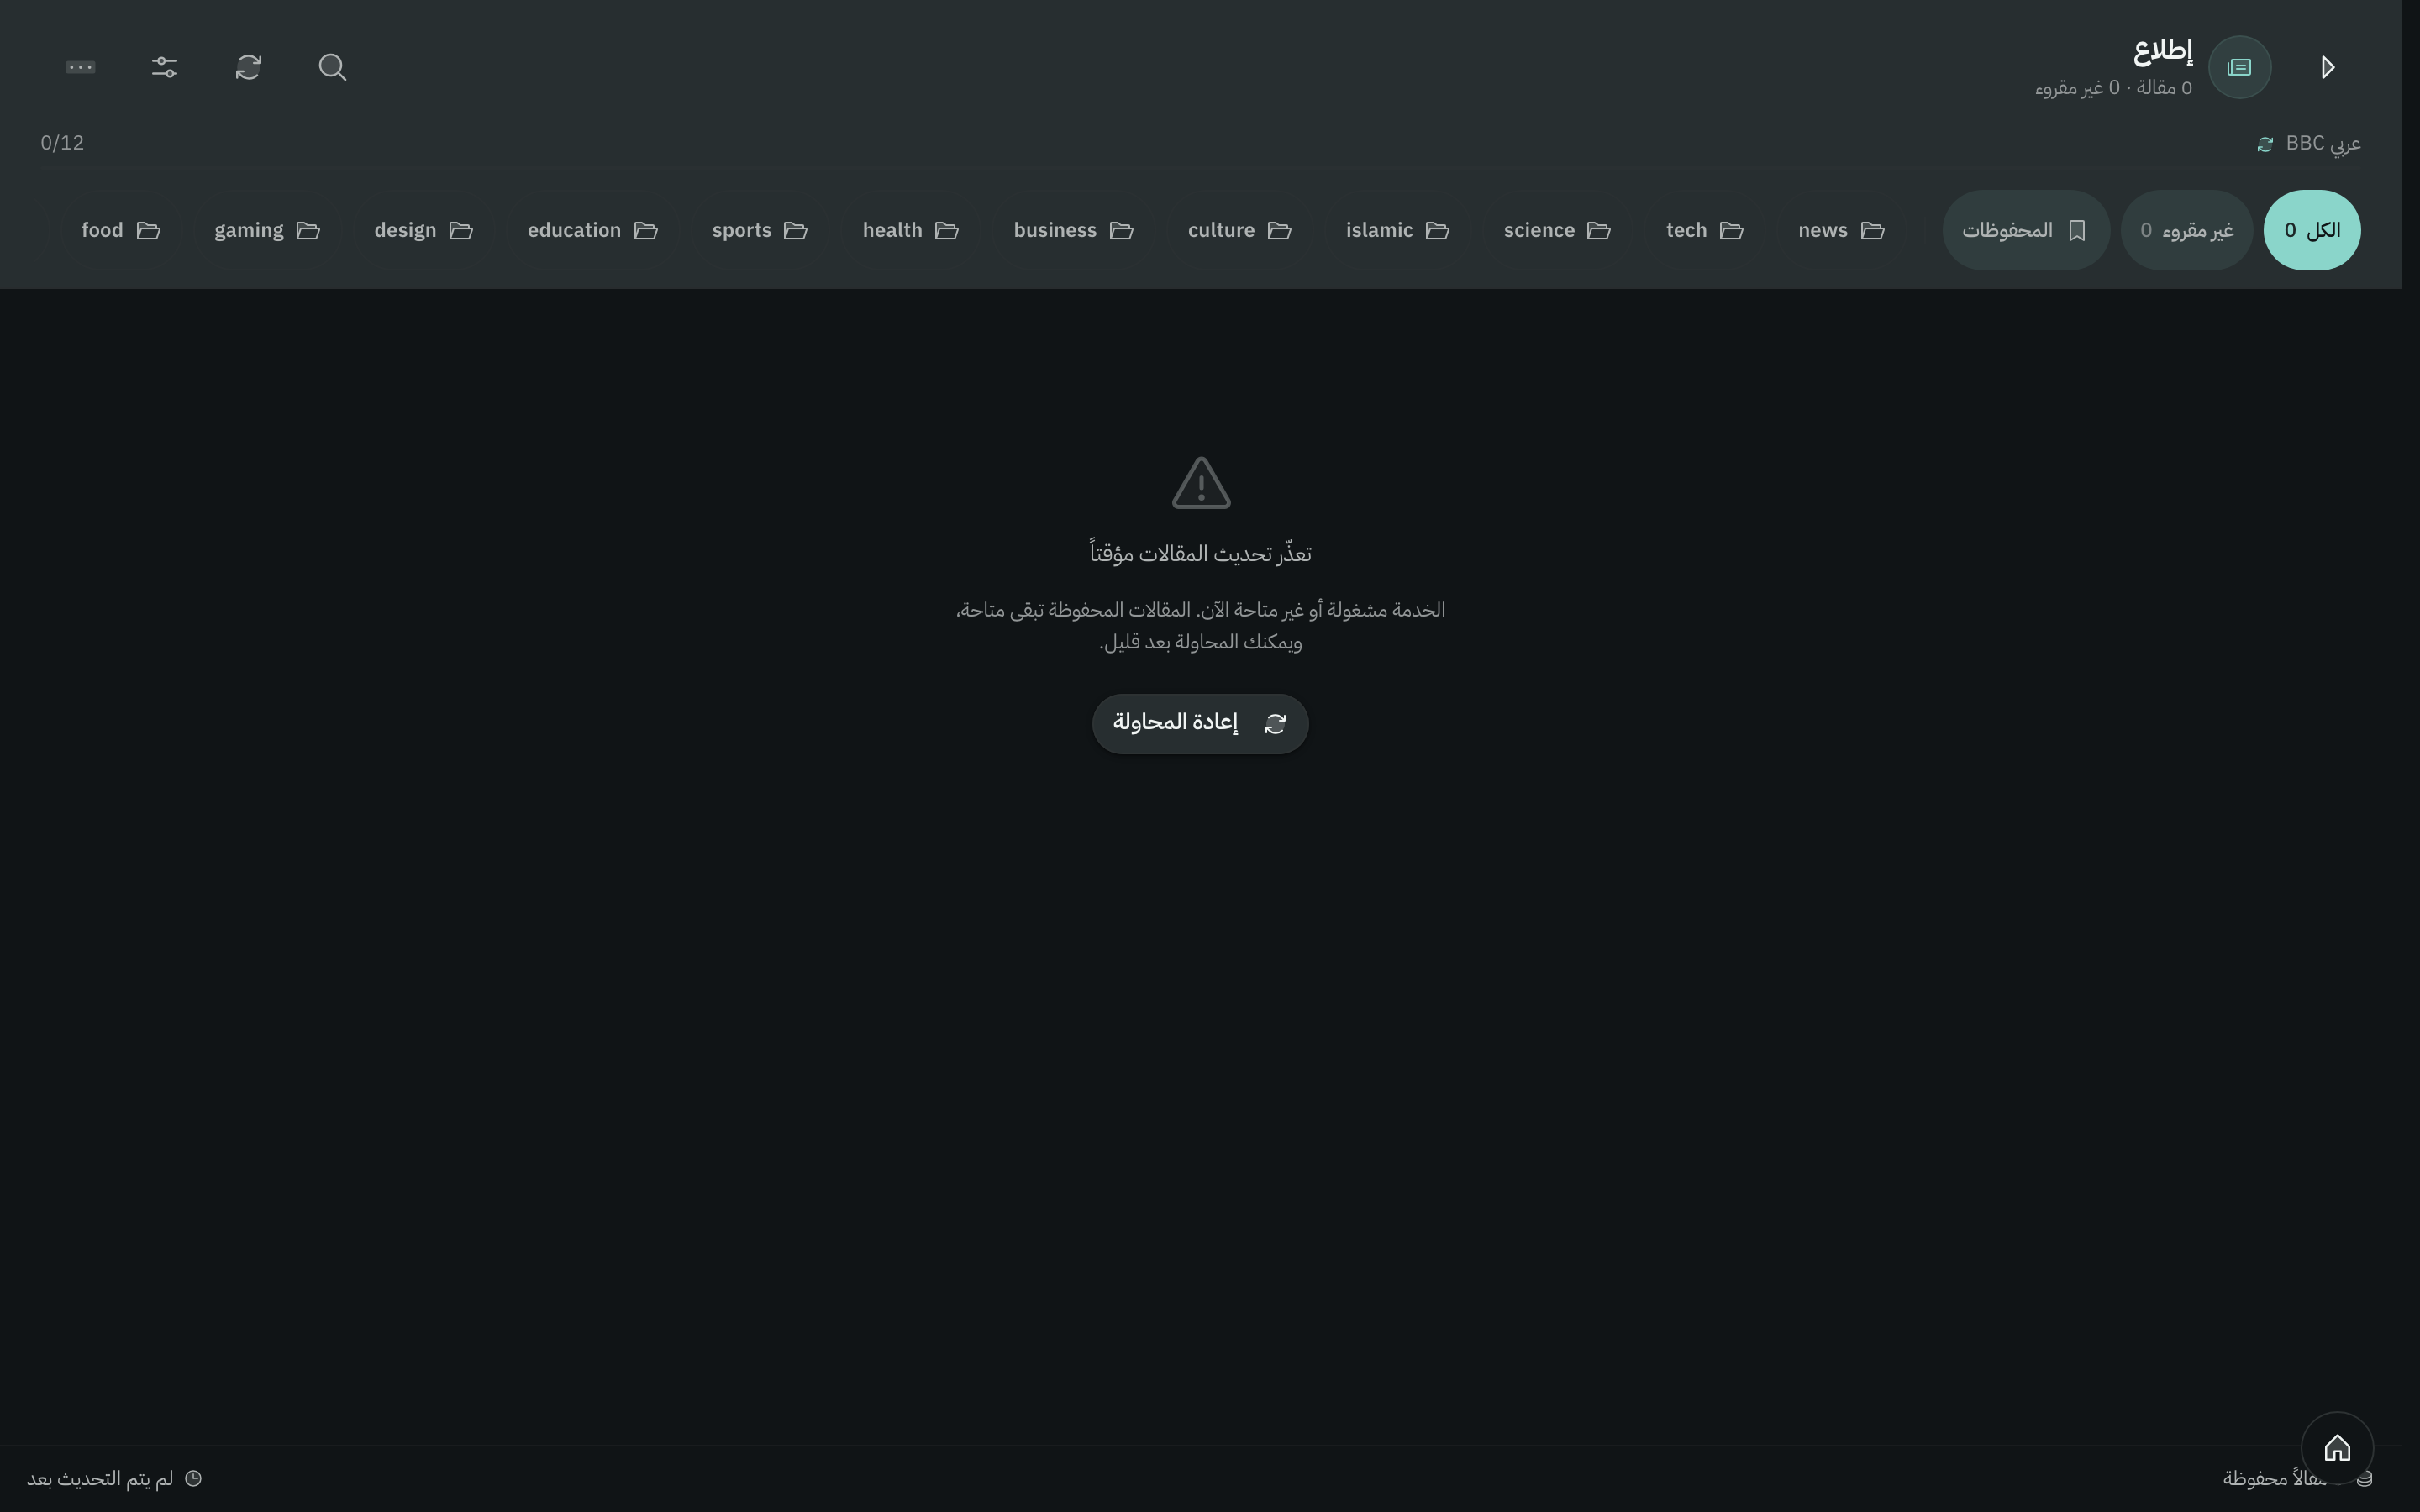 إطلاع
0 مقالة · 0 غير مقروء
عربي BBC
0/12
الكل 0
غير مقروء 0
المحفوظات
news
tech
science
islamic
culture
business
health
sports
education
design
gaming
food
تعذّر تحديث المقالات مؤقتاً
الخدمة مشغولة أو غير متاحة الآن. المقالات المحفوظة تبقى متاحة،
ويمكنك المحاولة بعد قليل.
إعادة المحاولة
محفوظة
لم يتم التحديث بعد